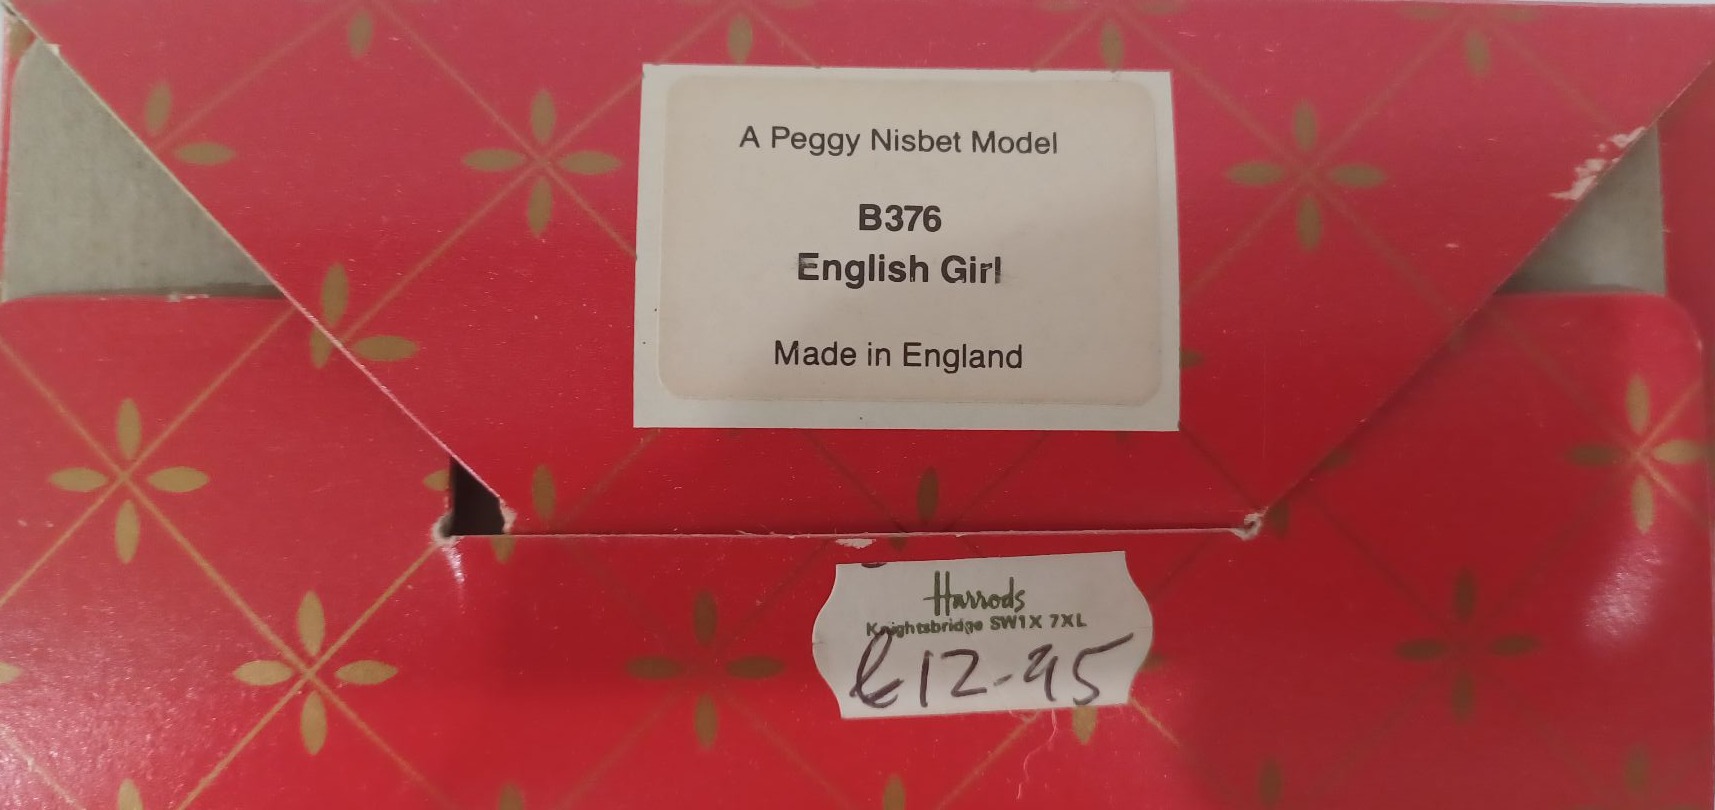 A Peggy Nisbet Model
B376
English Girl
Made in England
Harrods
Knightsbridge SW1X 7XL
£12-95